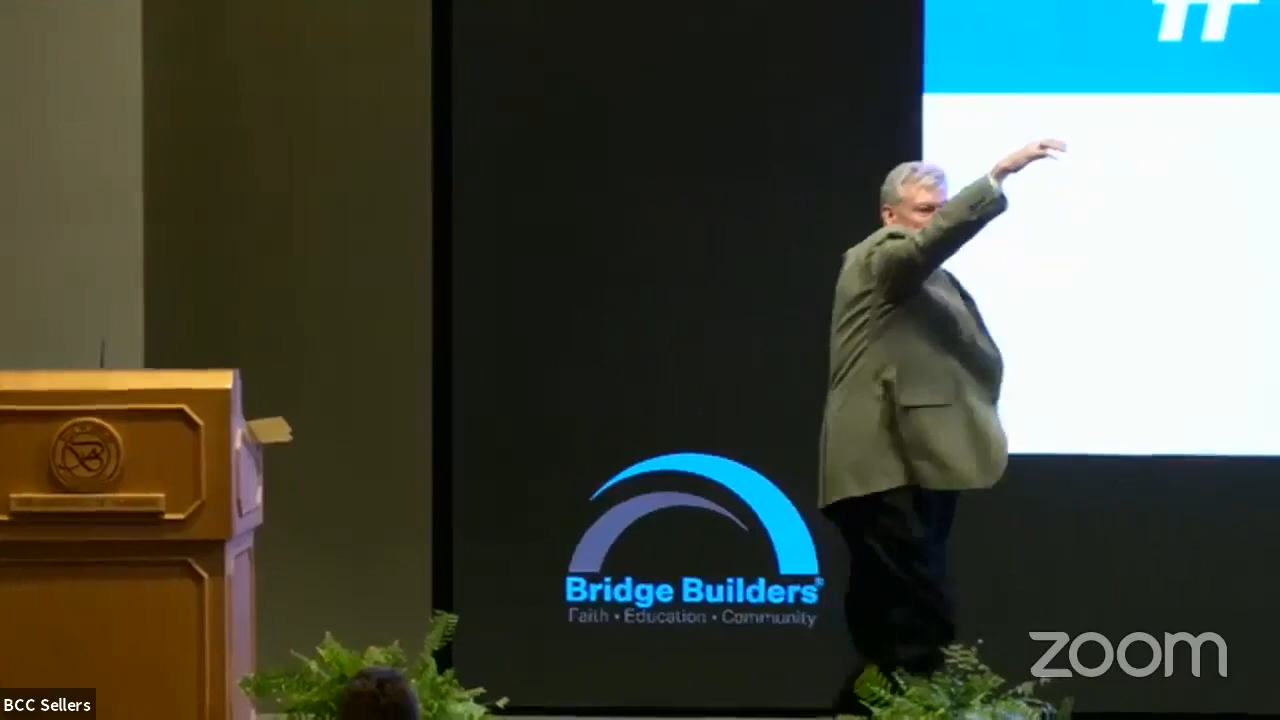 #
Bridge Builders®
Faith • Education • Community
zoom
BCC Sellers